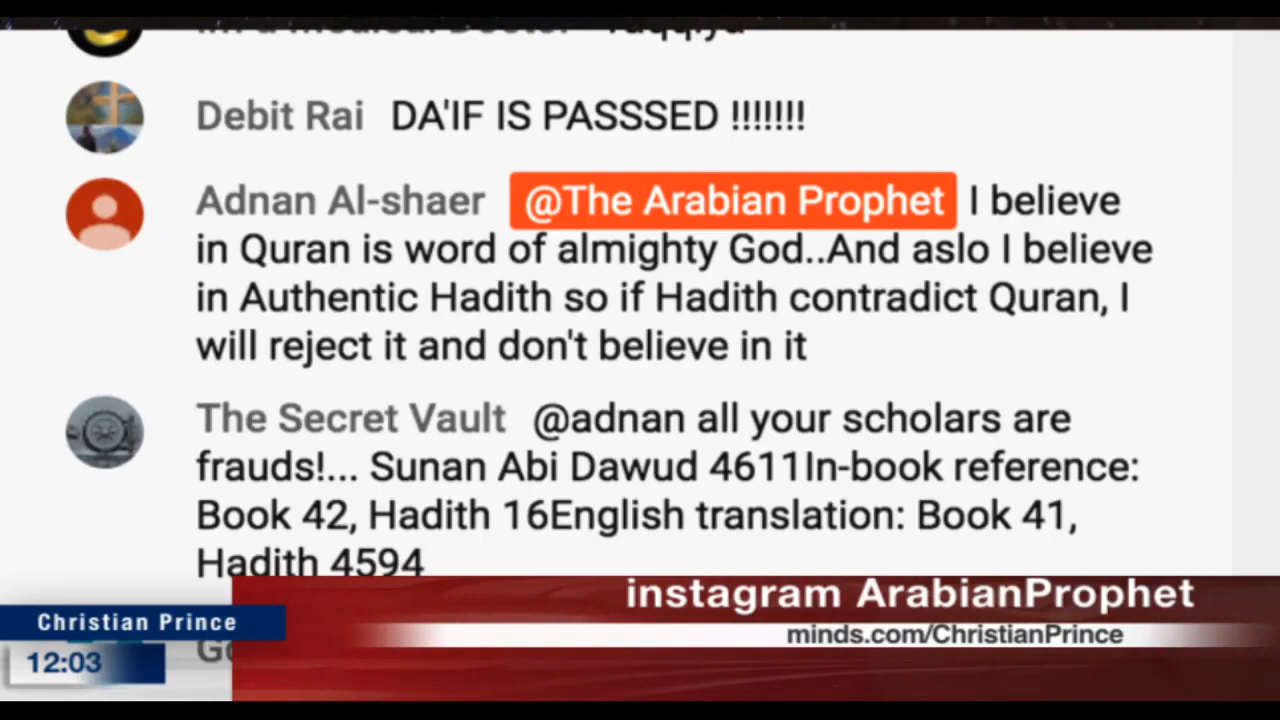 Debit Rai DA'IF IS PASSSED !!!!!!!
Adnan Al-shaer @The Arabian Prophet I believe
in Quran is word of almighty God..And aslo I believe
in Authentic Hadith so if Hadith contradict Quran, I
will reject it and don't believe in it
The Secret Vault @adnan all your scholars are
frauds!... Sunan Abi Dawud 4611In-book reference:
Book 42, Hadith 16English translation: Book 41,
Hadith 4594
instagram ArabianProphet
Christian Prince
minds.com/ChristianPrince
12:03